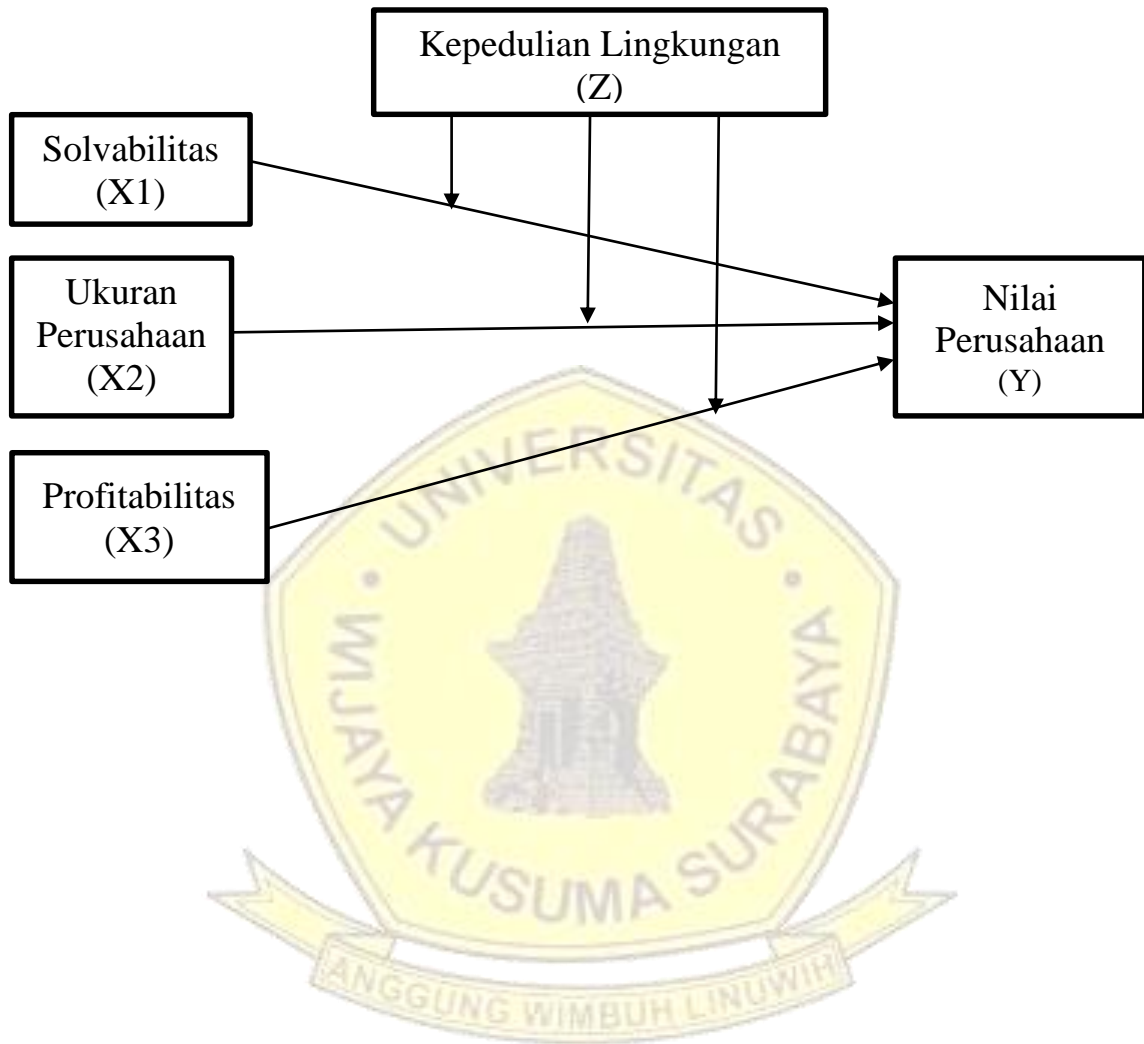 Kepedulian Lingkungan
(Z)
Solvabilitas
(X1)
Ukuran
Perusahaan
(X2)
Profitabilitas
(X3)
Nilai
Perusahaan
(Y)
UNIVERSITAS
WIJAYA KUSUMA SURABAYA
ANGGUNG WIMBUH LINUWIH